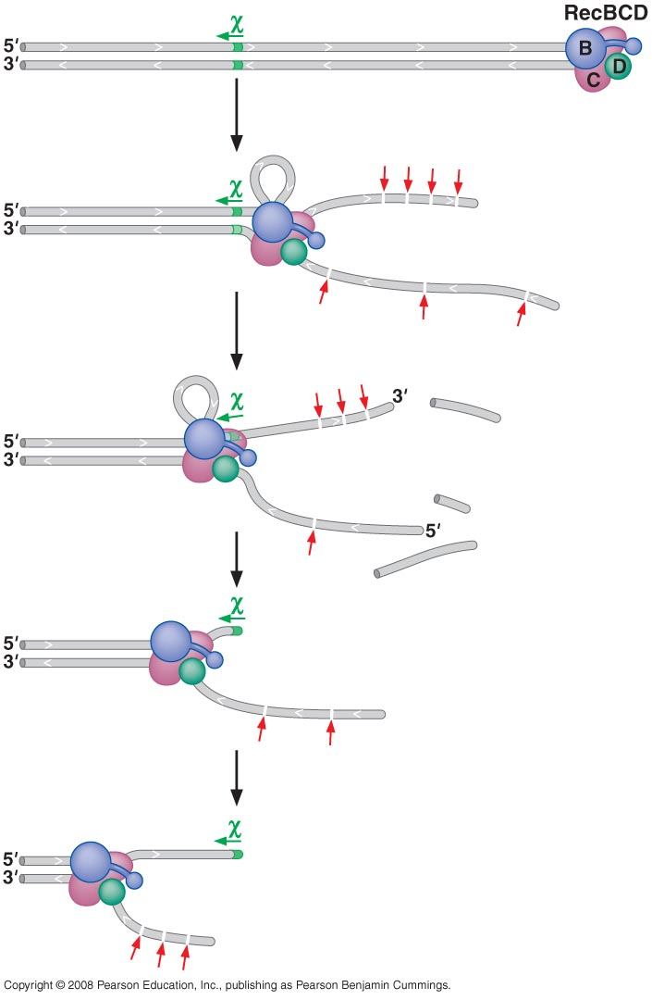 RecBCD
χ
5′
3′
B
D
C
χ
5′
3′
χ
3′
5′
3′
5′
χ
5′
3′
χ
5′
3′
Copyright © 2008 Pearson Education, Inc., publishing as Pearson Benjamin Cummings.